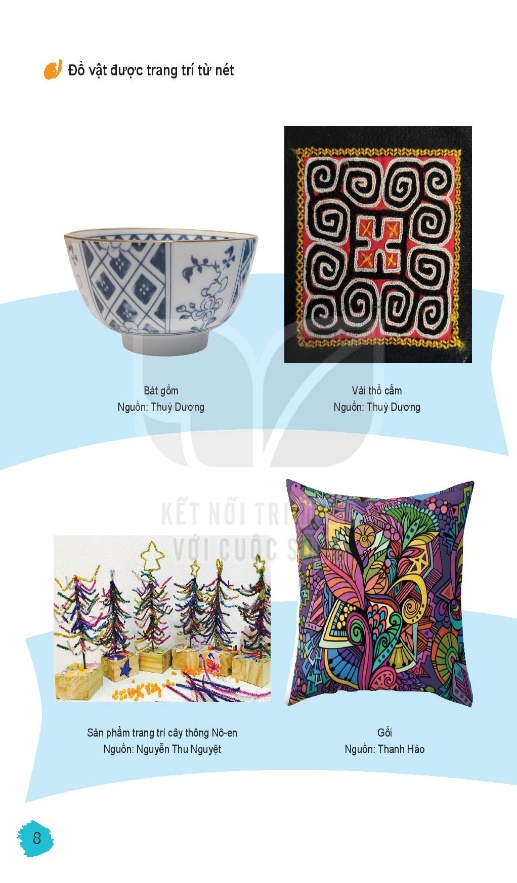 Đồ vật được trang trí từ nét
Bát gốm
Nguồn: Thuỳ Dương
Vải thổ cẩm
Nguồn: Thuỳ Dương
KẾT NỐI TRI
VỚI CUỘC S
Sản phẩm trang trí cây thông Nô-en
Nguồn: Nguyễn Thu Nguyệt
Gối
Nguồn: Thanh Hảo
8